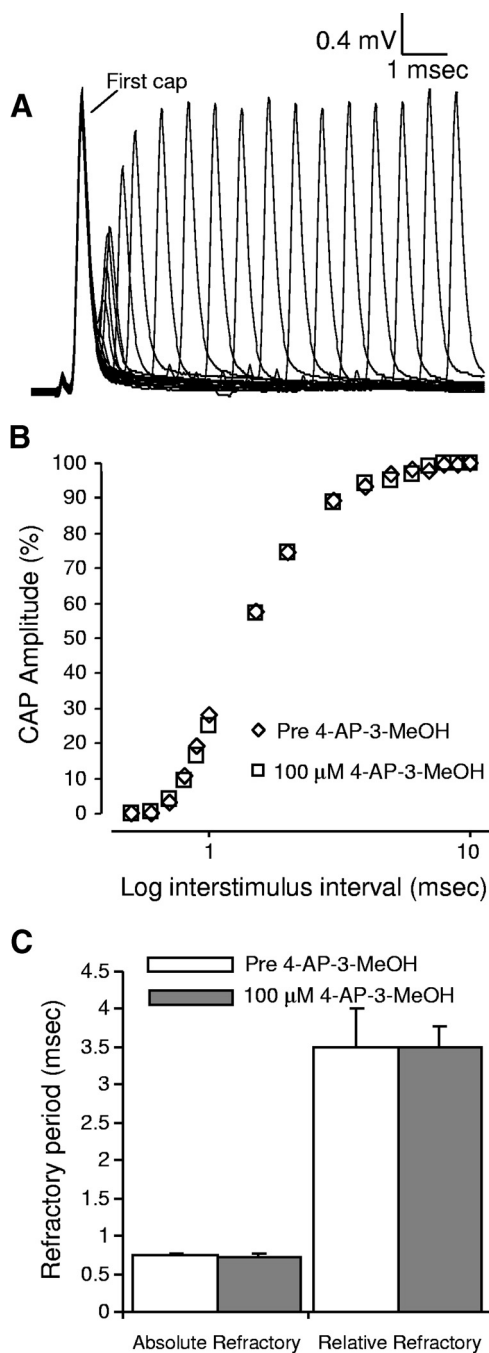 0.4 mV
1 msec
First cap
A
B
100
90
80
70
60
50
40
30
20
10
0
CAP Amplitude (%)
Pre 4-AP-3-MeOH
100 μM 4-AP-3-MeOH
1
10
Log interstimulus interval (msec)
C
Pre 4-AP-3-MeOH
100 μM 4-AP-3-MeOH
4.5
4
3.5
3
2.5
2
1.5
1
0.5
0
Refractory period (msec)
Absolute Refractory
Relative Refractory